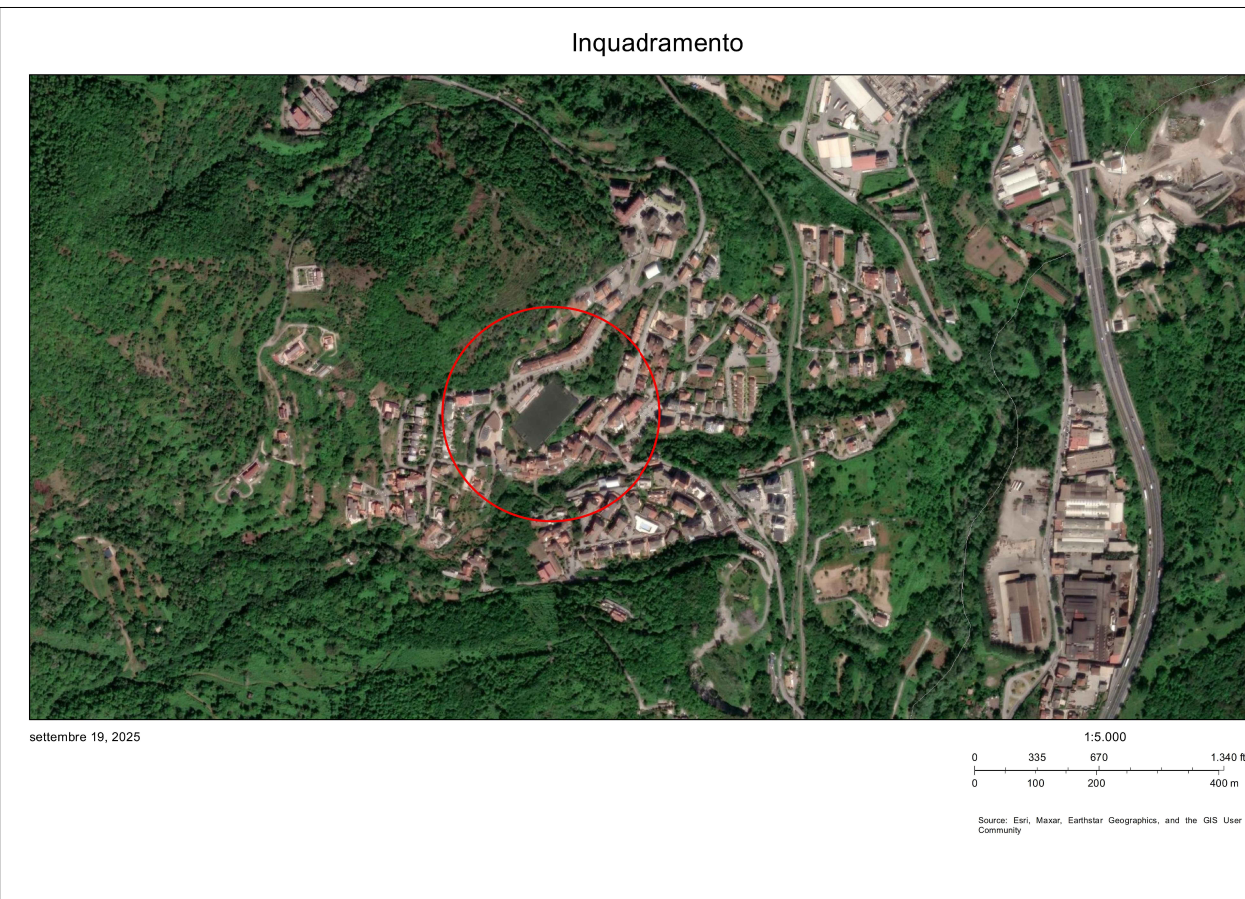 Inquadramento
settembre 19, 2025
1:5.000
0 335 670 1.340 ft
0 100 200 400 m
Source: Esri, Maxar, Earthstar Geographics, and the GIS User
Community